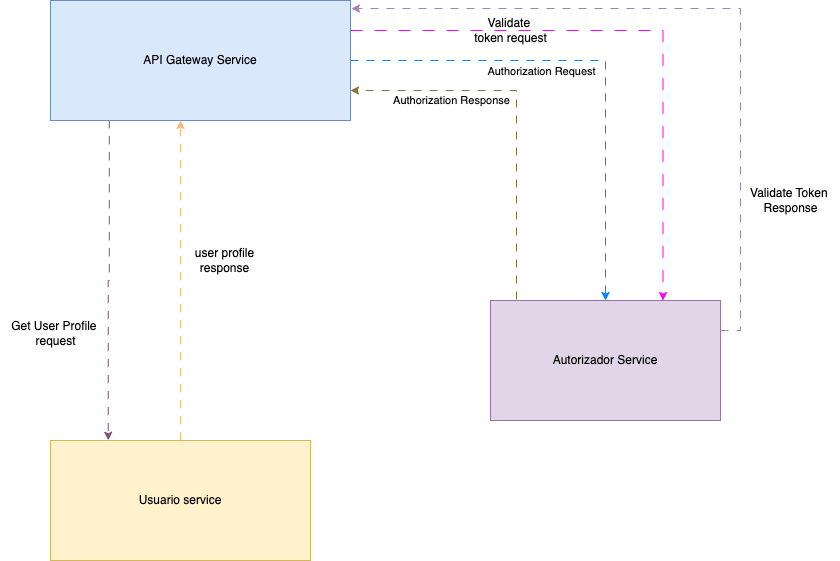 API Gateway Service
Validate
token request
Authorization Request
Authorization Response
Validate Token
Response
user profile
response
Get User Profile
request
Autorizador Service
Usuario service